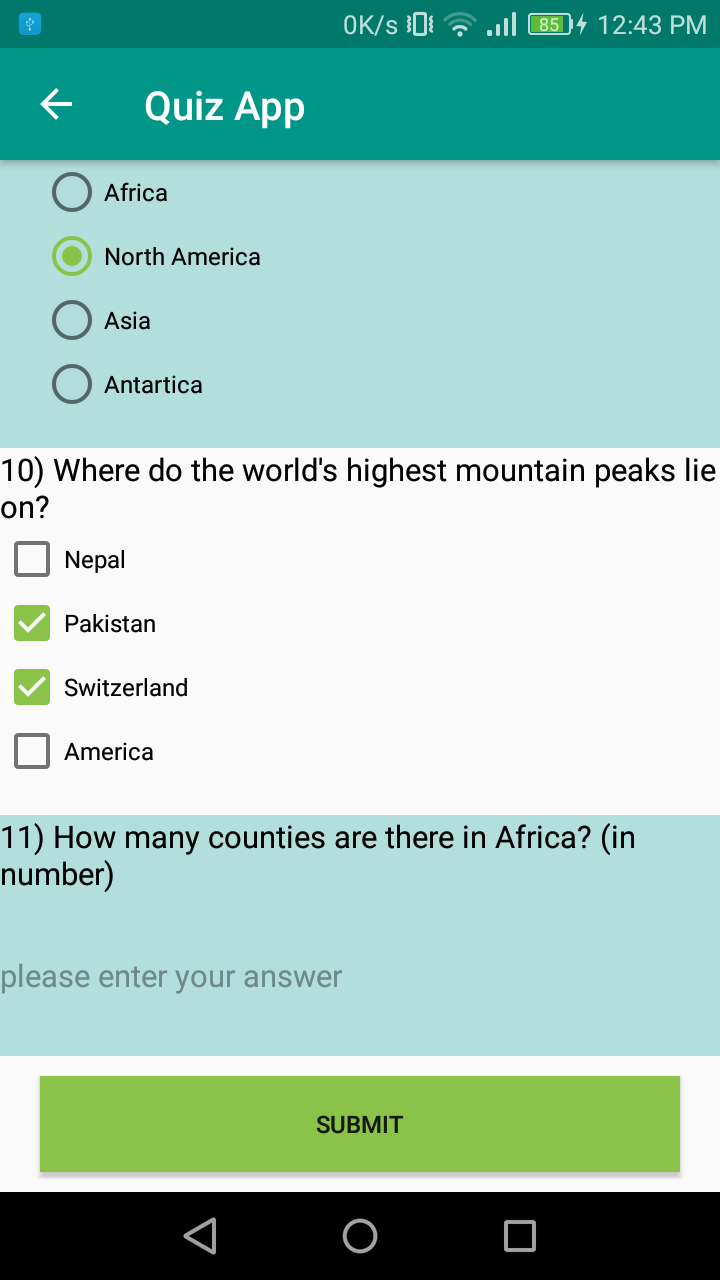 0K/s 85 12:43 PM
Quiz App
Africa
North America
Asia
Antartica
10) Where do the world's highest mountain peaks lie
on?
Nepal
Pakistan
Switzerland
America
11) How many counties are there in Africa? (in
number)
please enter your answer
SUBMIT